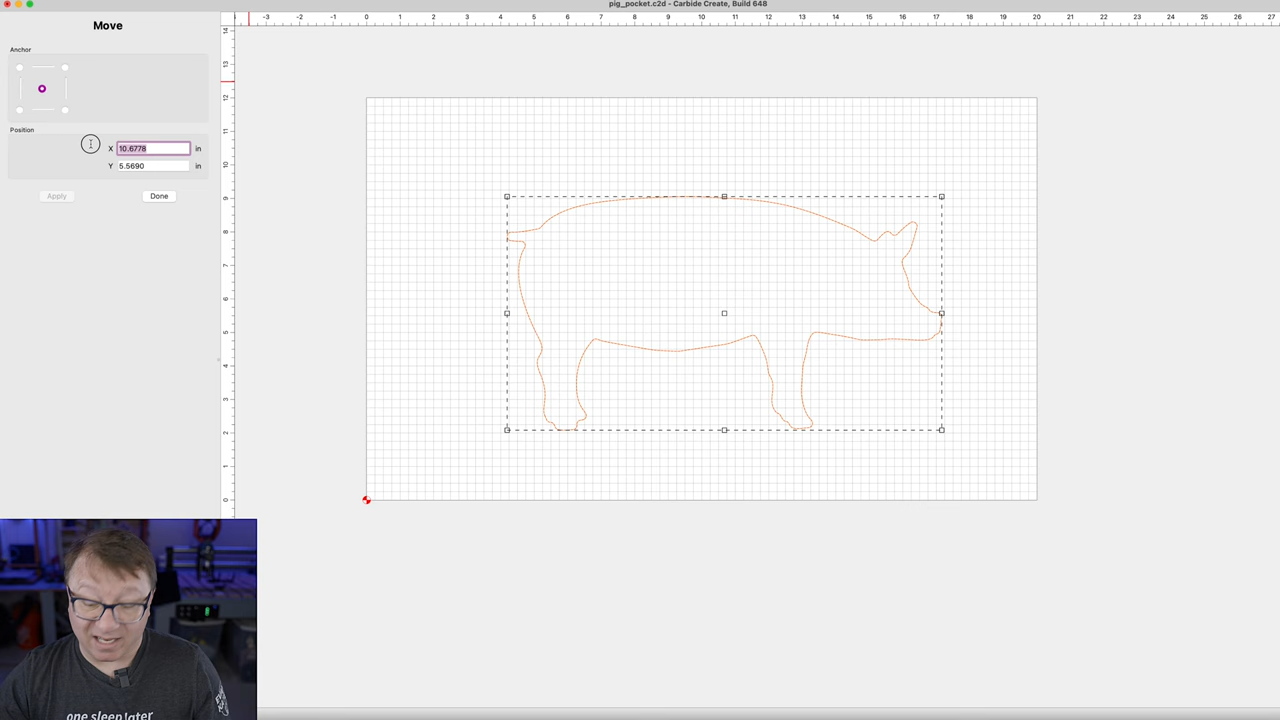 pig_pocket.c2d - Carbide Create, Build 648
Move
-3 -2 -1 0 1 2 3 4 5 6 7 8 9 10 11 12 13 14 15 16 17 18 19 20 21 22 23 24 25 26 27
Anchor
Position
X 10.6778 in
Y 5.5690 in
Apply Done
14
13
12
11
10
9
8
7
6
5
4
3
2
1
0
one sleep later